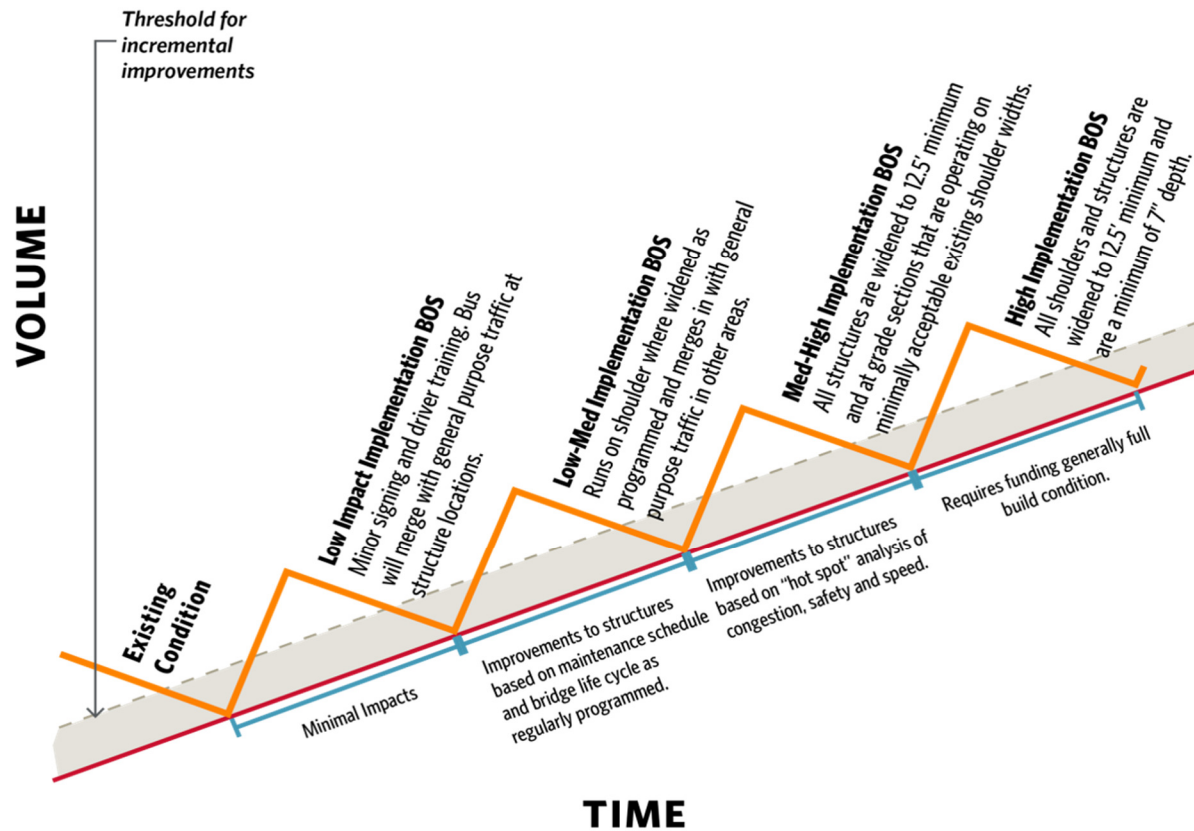 Threshold for
incremental
improvements
VOLUME
Existing
Condition
Low Impact Implementation BOS
Minor signing and driver training. Bus
will merge with general purpose traffic at
structure locations.
Low-Med Implementation BOS
Runs on shoulder where widened as
programmed and merges in with general
purpose traffic in other areas.
Med-High Implementation BOS
All structures are widened to 12.5' minimum
and at grade sections that are operating on
minimally acceptable existing shoulder widths.
High Implementation BOS
All shoulders and structures are
widened to 12.5' minimum and
are a minimum of 7" depth.
Minimal Impacts
Improvements to structures
based on maintenance schedule
and bridge life cycle as
regularly programmed.
Improvements to structures
based on "hot spot" analysis of
congestion, safety and speed.
Requires funding generally full
build condition.
TIME